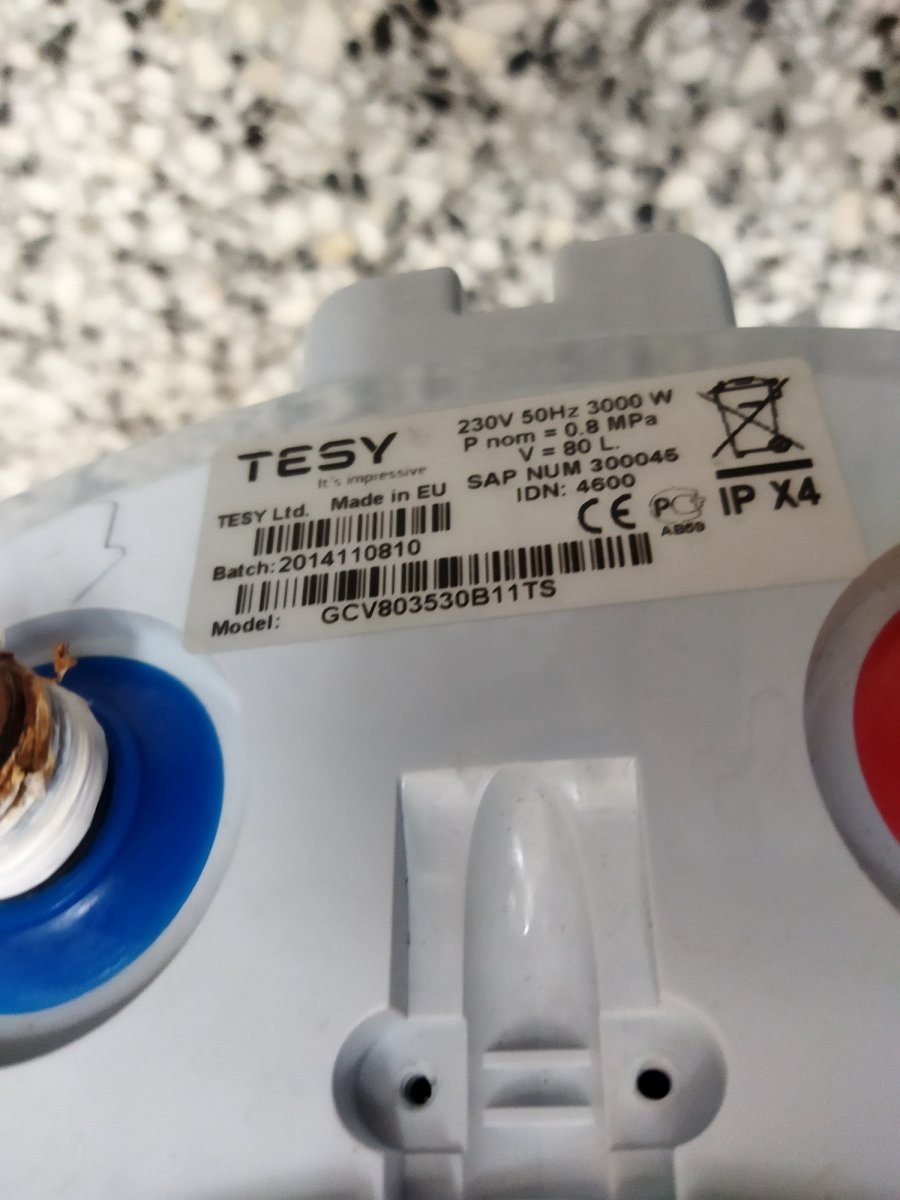 TESY
It's impressive
230V 50Hz 3000 W
P nom = 0.8 MPa
V = 80 L.
SAP NUM 300045
IDN: 4600
TESY Ltd. Made in EU
CE
PC
АВ69
IP X4
Batch: 2014110810
Model: GCV803530B11TS